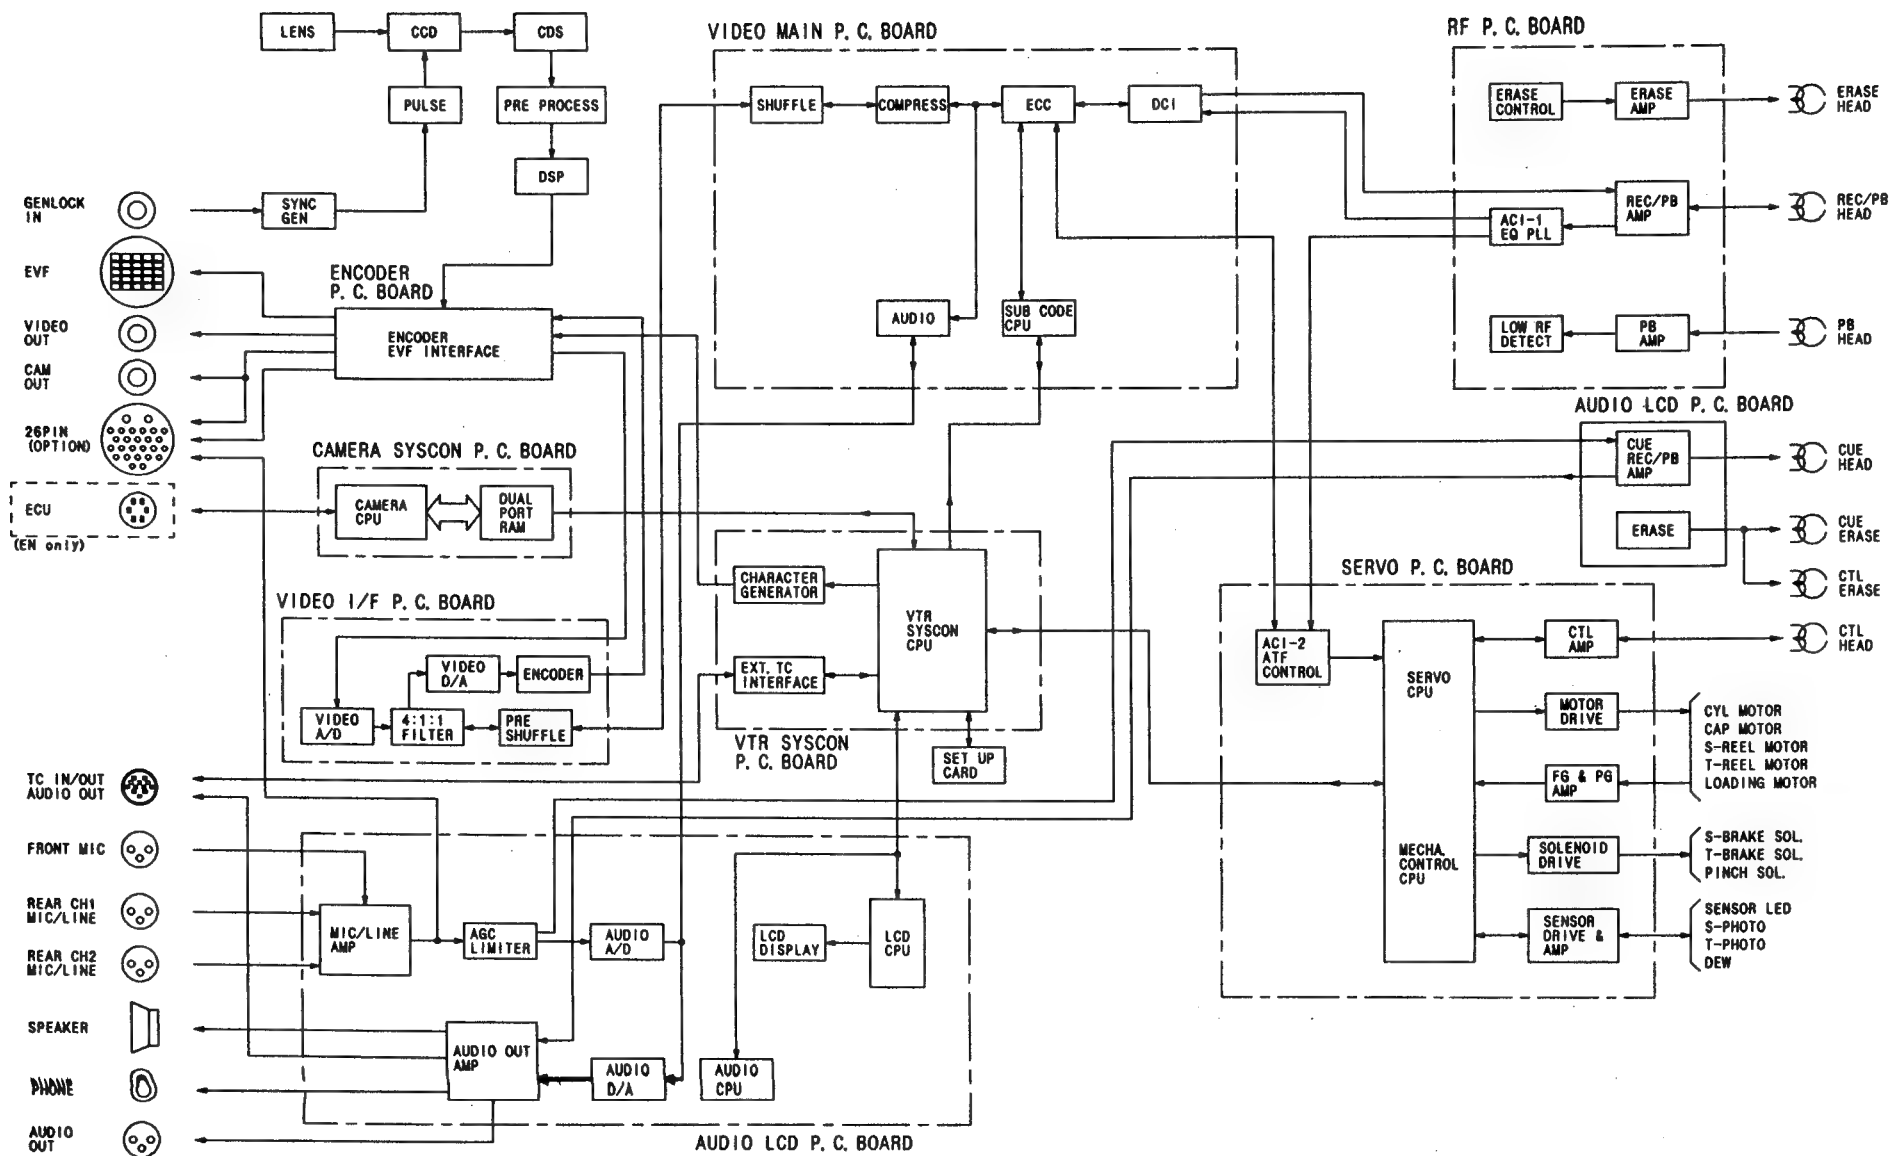 LENS
CCD
CDS
PULSE
PRE PROCESS
DSP
SYNC
GEN
GENLOCK
IN
EVF
VIDEO
OUT
CAM
OUT
26PIN
(OPTION)
ECU
(EN only)
ENCODER
P. C. BOARD
ENCODER
EVF INTERFACE
CAMERA SYSCON P. C. BOARD
CAMERA
CPU
DUAL
PORT
RAM
VIDEO I/F P. C. BOARD
VIDEO
D/A
ENCODER
VIDEO
A/D
4:1:1
FILTER
PRE
SHUFFLE
VIDEO MAIN P. C. BOARD
SHUFFLE
COMPRESS
ECC
DCI
AUDIO
SUB CODE
CPU
CHARACTER
GENERATOR
EXT. TC
INTERFACE
VTR
SYSCON
CPU
VTR SYSCON
P. C. BOARD
SET UP
CARD
RF P. C. BOARD
ERASE
CONTROL
ERASE
AMP
ERASE
HEAD
REC/PB
AMP
ACI-1
EQ PLL
REC/PB
HEAD
LOW RF
DETECT
PB
AMP
PB
HEAD
AUDIO LCD P. C. BOARD
CUE
REC/PB
AMP
CUE
HEAD
ERASE
CUE
ERASE
CTL
ERASE
SERVO P. C. BOARD
ACI-2
ATF
CONTROL
SERVO
CPU
MECHA.
CONTROL
CPU
CTL
AMP
CTL
HEAD
MOTOR
DRIVE
FG & PG
AMP
CYL MOTOR
CAP MOTOR
S-REEL MOTOR
T-REEL MOTOR
LOADING MOTOR
SOLENOID
DRIVE
S-BRAKE SOL.
T-BRAKE SOL.
PINCH SOL.
SENSOR
DRIVE &
AMP
SENSOR LED
S-PHOTO
T-PHOTO
DEW
TC IN/OUT
AUDIO OUT
FRONT MIC
REAR CH1
MIC/LINE
REAR CH2
MIC/LINE
SPEAKER
PHONE
AUDIO
OUT
MIC/LINE
AMP
AGC
LIMITER
AUDIO
A/D
LCD
DISPLAY
LCD
CPU
AUDIO OUT
AMP
AUDIO
D/A
AUDIO
CPU
AUDIO LCD P. C. BOARD